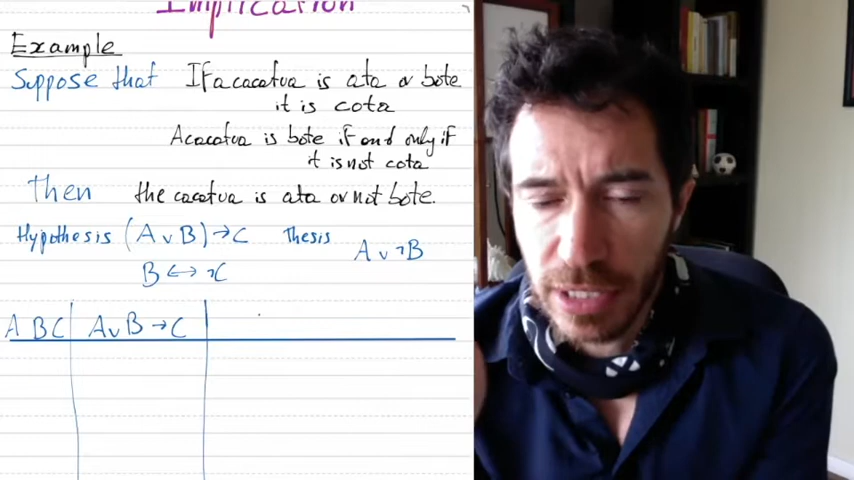 Implication
Example
Suppose that If a cacatua is ata or bote
it is cota
A cacatua is bote if and only if
it is not cota
Then the cacatua is ata or not bote.
Hypothesis (A ∨ B) → C Thesis A ∨ ¬B
B ↔ ¬C
A B C A ∨ B → C